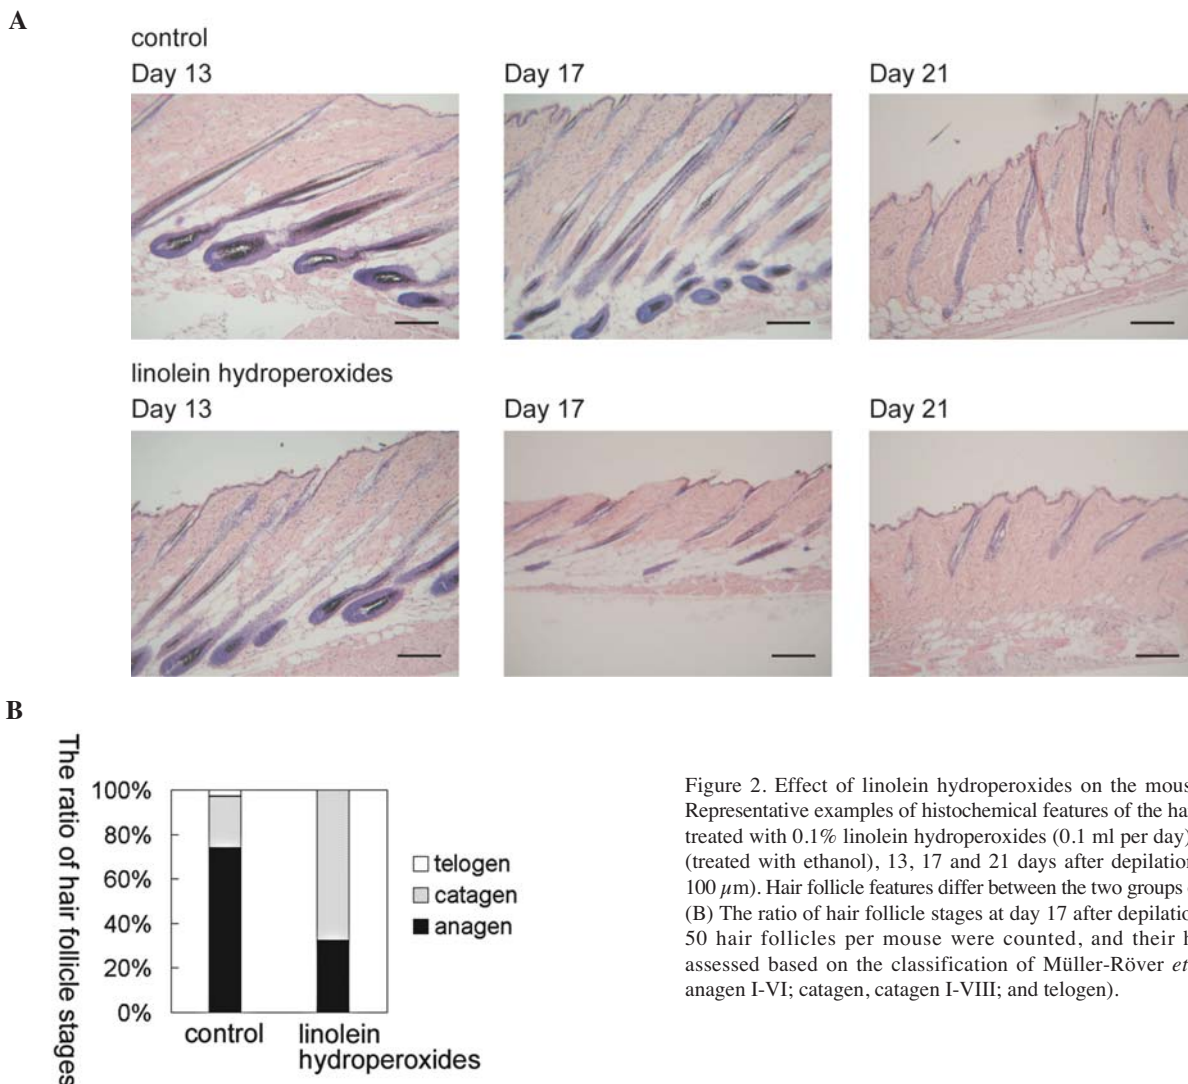 A
control
Day 13
Day 17
Day 21
linolein hydroperoxides
Day 13
Day 17
Day 21
B
The ratio of hair follicle stages
100%
80%
60%
40%
20%
0%
control
linolein
hydroperoxides
telogen
catagen
anagen
Figure 2. Effect of linolein hydroperoxides on the mous
Representative examples of histochemical features of the ha
treated with 0.1% linolein hydroperoxides (0.1 ml per day)
(treated with ethanol), 13, 17 and 21 days after depilation
100 µm). Hair follicle features differ between the two groups
(B) The ratio of hair follicle stages at day 17 after depilatio
50 hair follicles per mouse were counted, and their h
assessed based on the classification of Müller-Röver et
anagen I-VI; catagen, catagen I-VIII; and telogen).